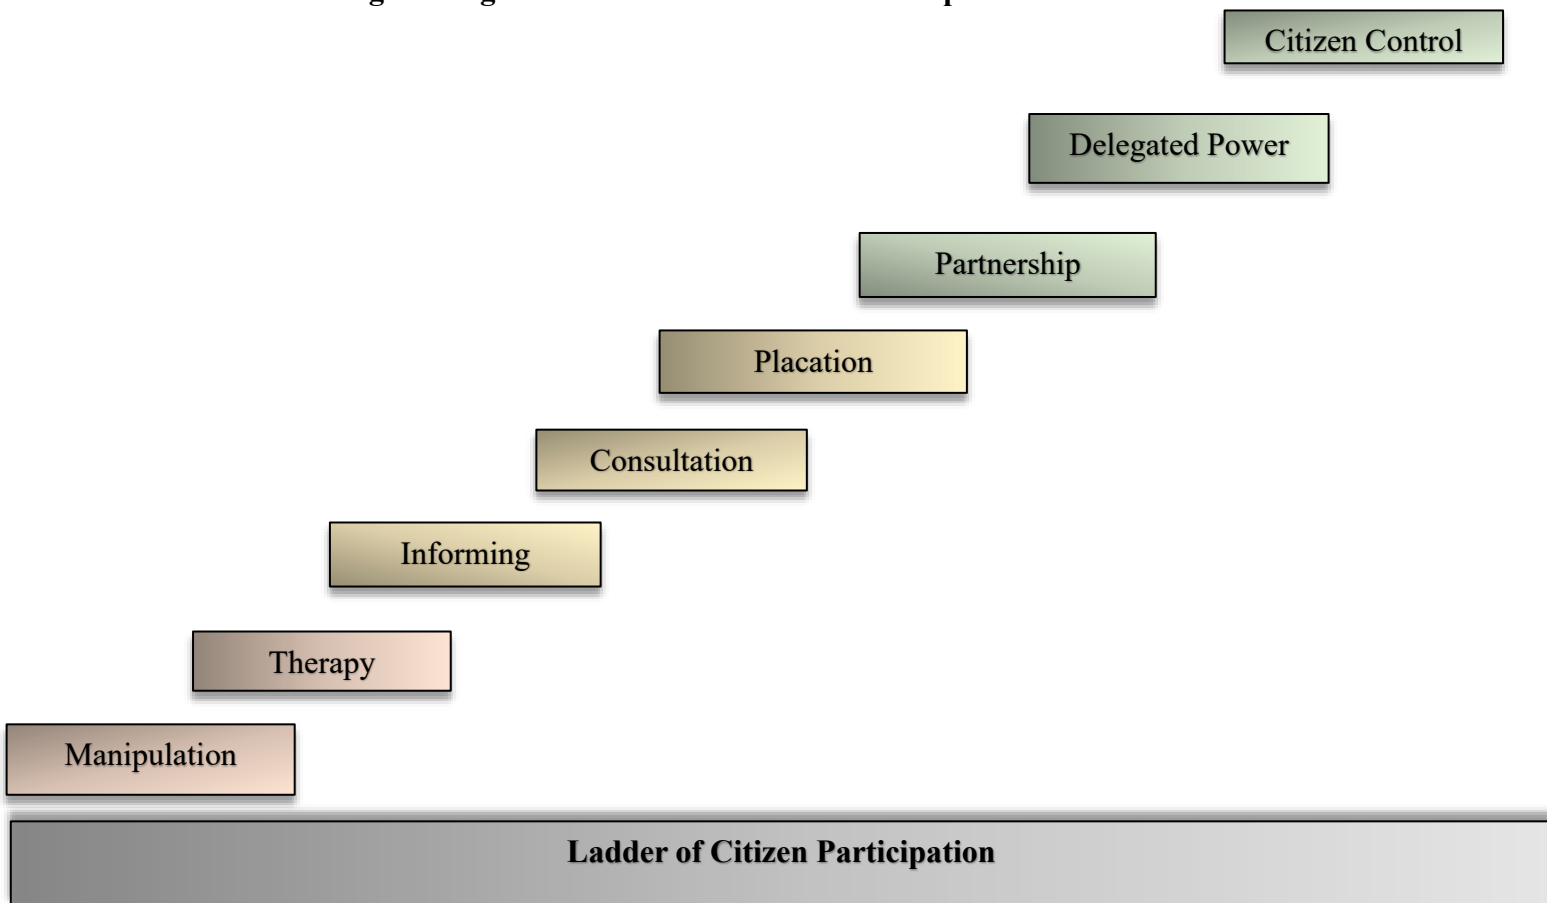 Citizen Control
Delegated Power
Partnership
Placation
Consultation
Informing
Therapy
Manipulation
Ladder of Citizen Participation